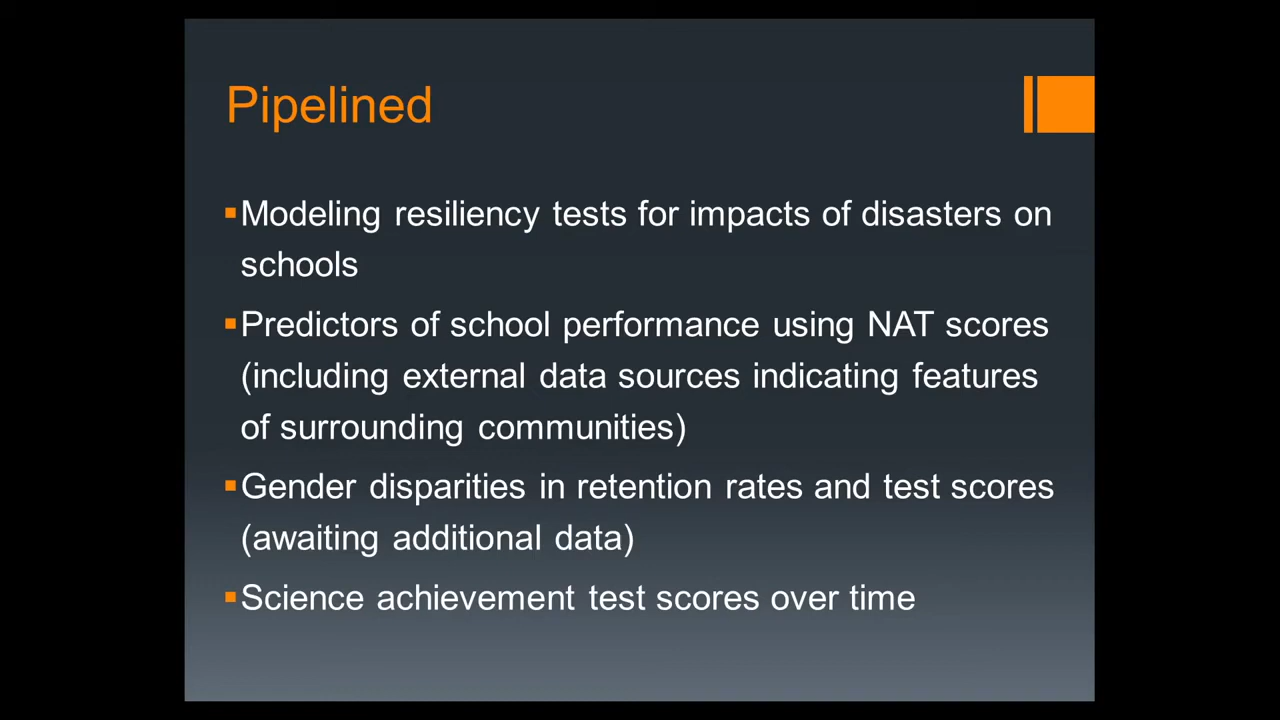 Pipelined
Modeling resiliency tests for impacts of disasters on
schools
Predictors of school performance using NAT scores
(including external data sources indicating features
of surrounding communities)
Gender disparities in retention rates and test scores
(awaiting additional data)
Science achievement test scores over time